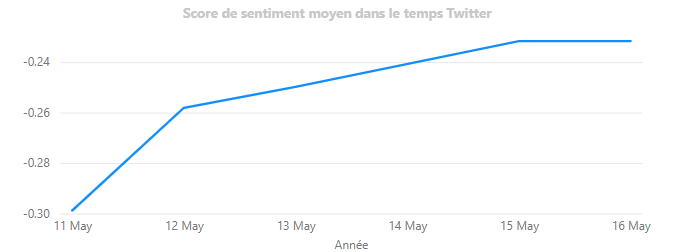 Score de sentiment moyen dans le temps Twitter
-0.24
-0.26
-0.28
-0.30
11 May 12 May 13 May 14 May 15 May 16 May
Année